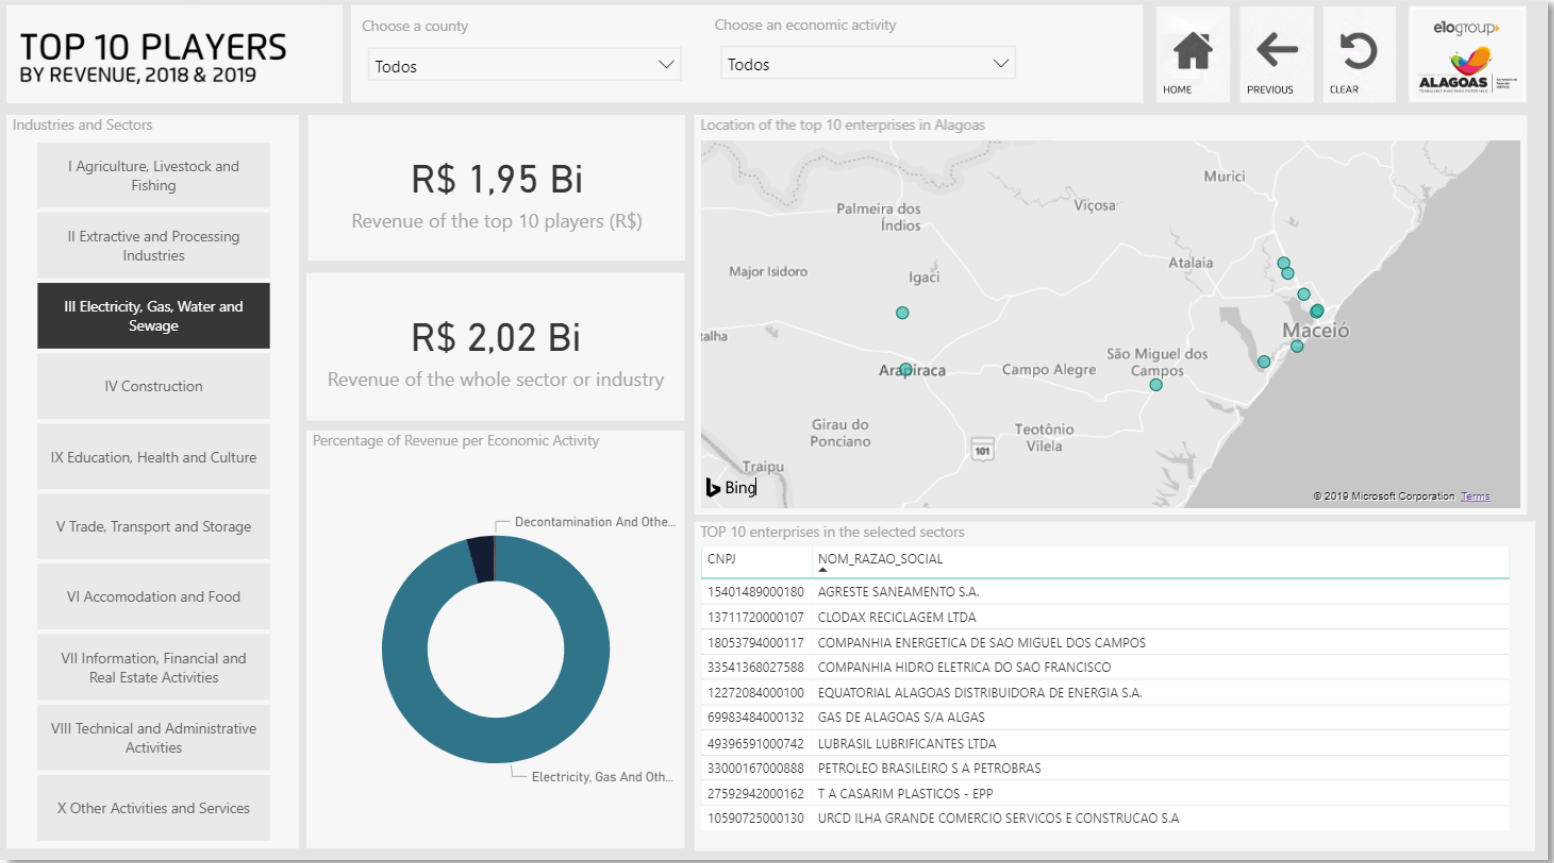 TOP 10 PLAYERS
BY REVENUE, 2018 & 2019
Choose a county
Todos
Choose an economic activity
Todos
HOME
PREVIOUS
CLEAR
elogroup
ALAGOAS
Industries and Sectors
I Agriculture, Livestock and
Fishing
II Extractive and Processing
Industries
III Electricity, Gas, Water and
Sewage
IV Construction
IX Education, Health and Culture
V Trade, Transport and Storage
VI Accomodation and Food
VII Information, Financial and
Real Estate Activities
VIII Technical and Administrative
Activities
X Other Activities and Services
R$ 1,95 Bi
Revenue of the top 10 players (R$)
R$ 2,02 Bi
Revenue of the whole sector or industry
Percentage of Revenue per Economic Activity
Decontamination And Othe...
Electricity, Gas And Oth...
Location of the top 10 enterprises in Alagoas
Murici
Viçosa
Palmeira dos
Índios
Atalaia
Major Isidoro
Igaci
Maceió
alha
São Miguel dos
Campos
Arapiraca
Campo Alegre
Girau do
Ponciano
Teotônio
Vilela
101
Traipu
Bing
© 2019 Microsoft Corporation Terms
TOP 10 enterprises in the selected sectors
CNPJ NOM_RAZAO_SOCIAL
15401489000180 AGRESTE SANEAMENTO S.A.
13711720000107 CLODAX RECICLAGEM LTDA
18053794000117 COMPANHIA ENERGETICA DE SAO MIGUEL DOS CAMPOS
33541368027588 COMPANHIA HIDRO ELETRICA DO SAO FRANCISCO
12272084000100 EQUATORIAL ALAGOAS DISTRIBUIDORA DE ENERGIA S.A.
69983484000132 GAS DE ALAGOAS S/A ALGAS
49396591000742 LUBRASIL LUBRIFICANTES LTDA
33000167000888 PETROLEO BRASILEIRO S A PETROBRAS
27592942000162 T A CASARIM PLASTICOS - EPP
10590725000130 URCD ILHA GRANDE COMERCIO SERVICOS E CONSTRUCAO S.A